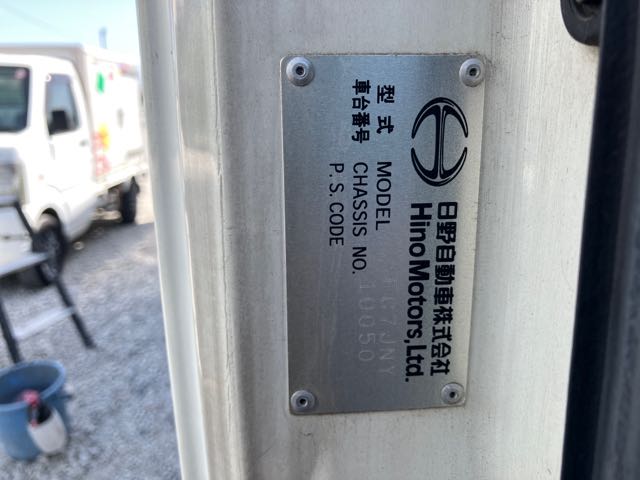 日野自動車株式会社
Hino Motors, Ltd.
型式 MODEL
車台番号 CHASSIS NO. 10050
P. S. CODE